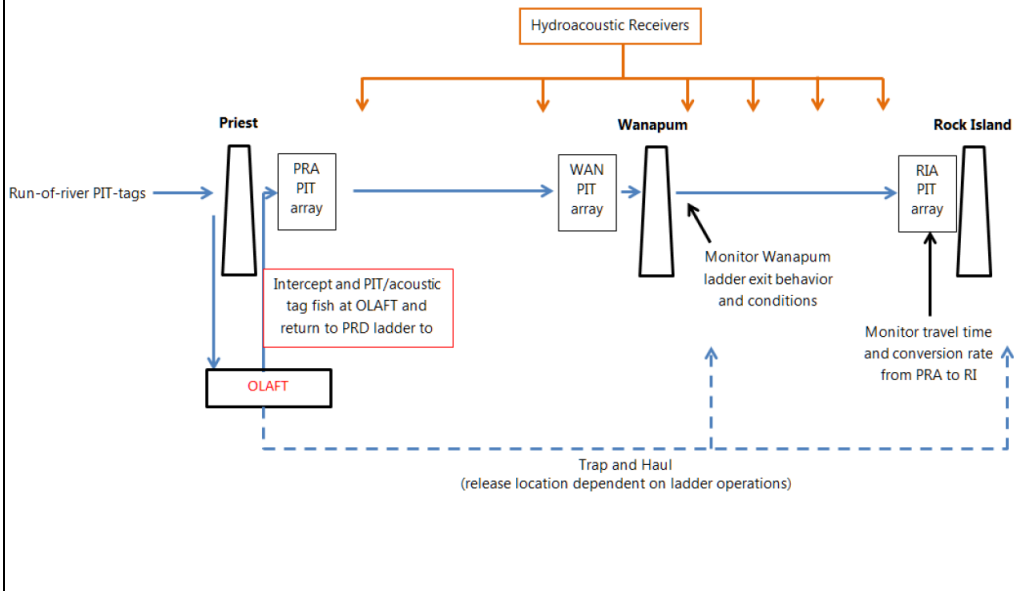 Hydroacoustic Receivers
Priest
Wanapum
Rock Island
Run-of-river PIT-tags
PRA
PIT
array
WAN
PIT
array
RIA
PIT
array
Intercept and PIT/acoustic
tag fish at OLAFT and
return to PRD ladder to
Monitor Wanapum
ladder exit behavior
and conditions
Monitor travel time
and conversion rate
from PRA to RI
OLAFT
Trap and Haul
(release location dependent on ladder operations)